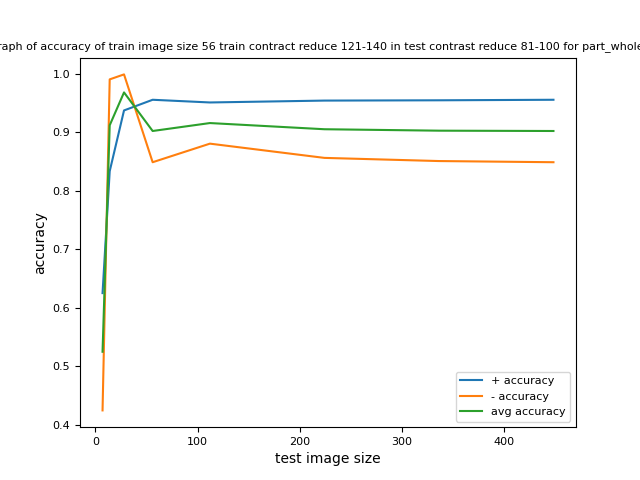 raph of accuracy of train image size 56 train contract reduce 121-140 in test contrast reduce 81-100 for part_whole
1.0
0.9
0.8
0.7
0.6
0.5
0.4
accuracy
0 100 200 300 400
test image size
+ accuracy
- accuracy
avg accuracy